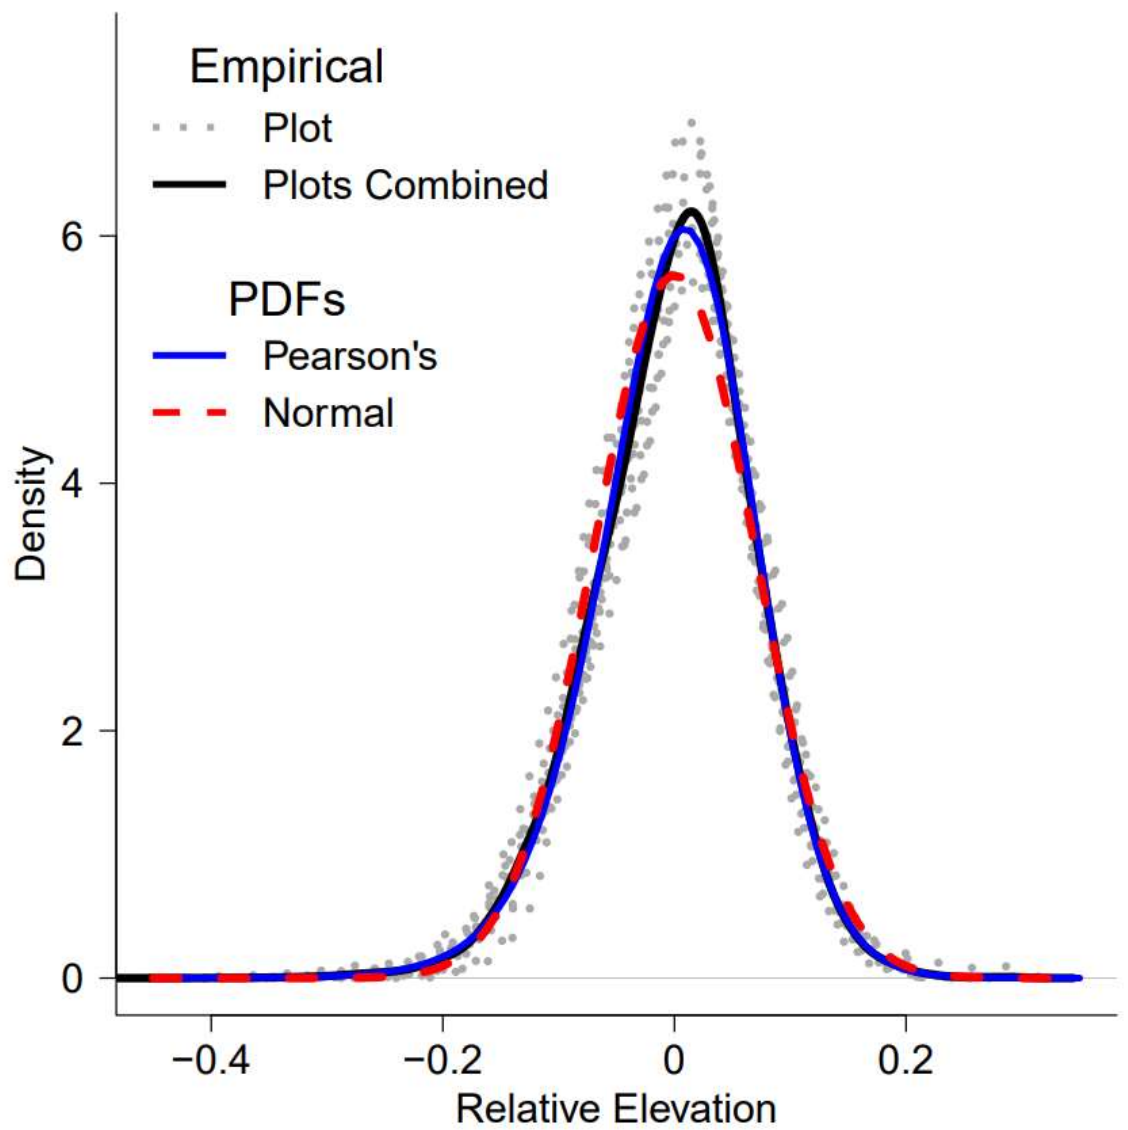 Empirical
Plot
Plots Combined
PDFs
Pearson's
Normal
Density
6
4
2
0
−0.4
−0.2
0
0.2
Relative Elevation